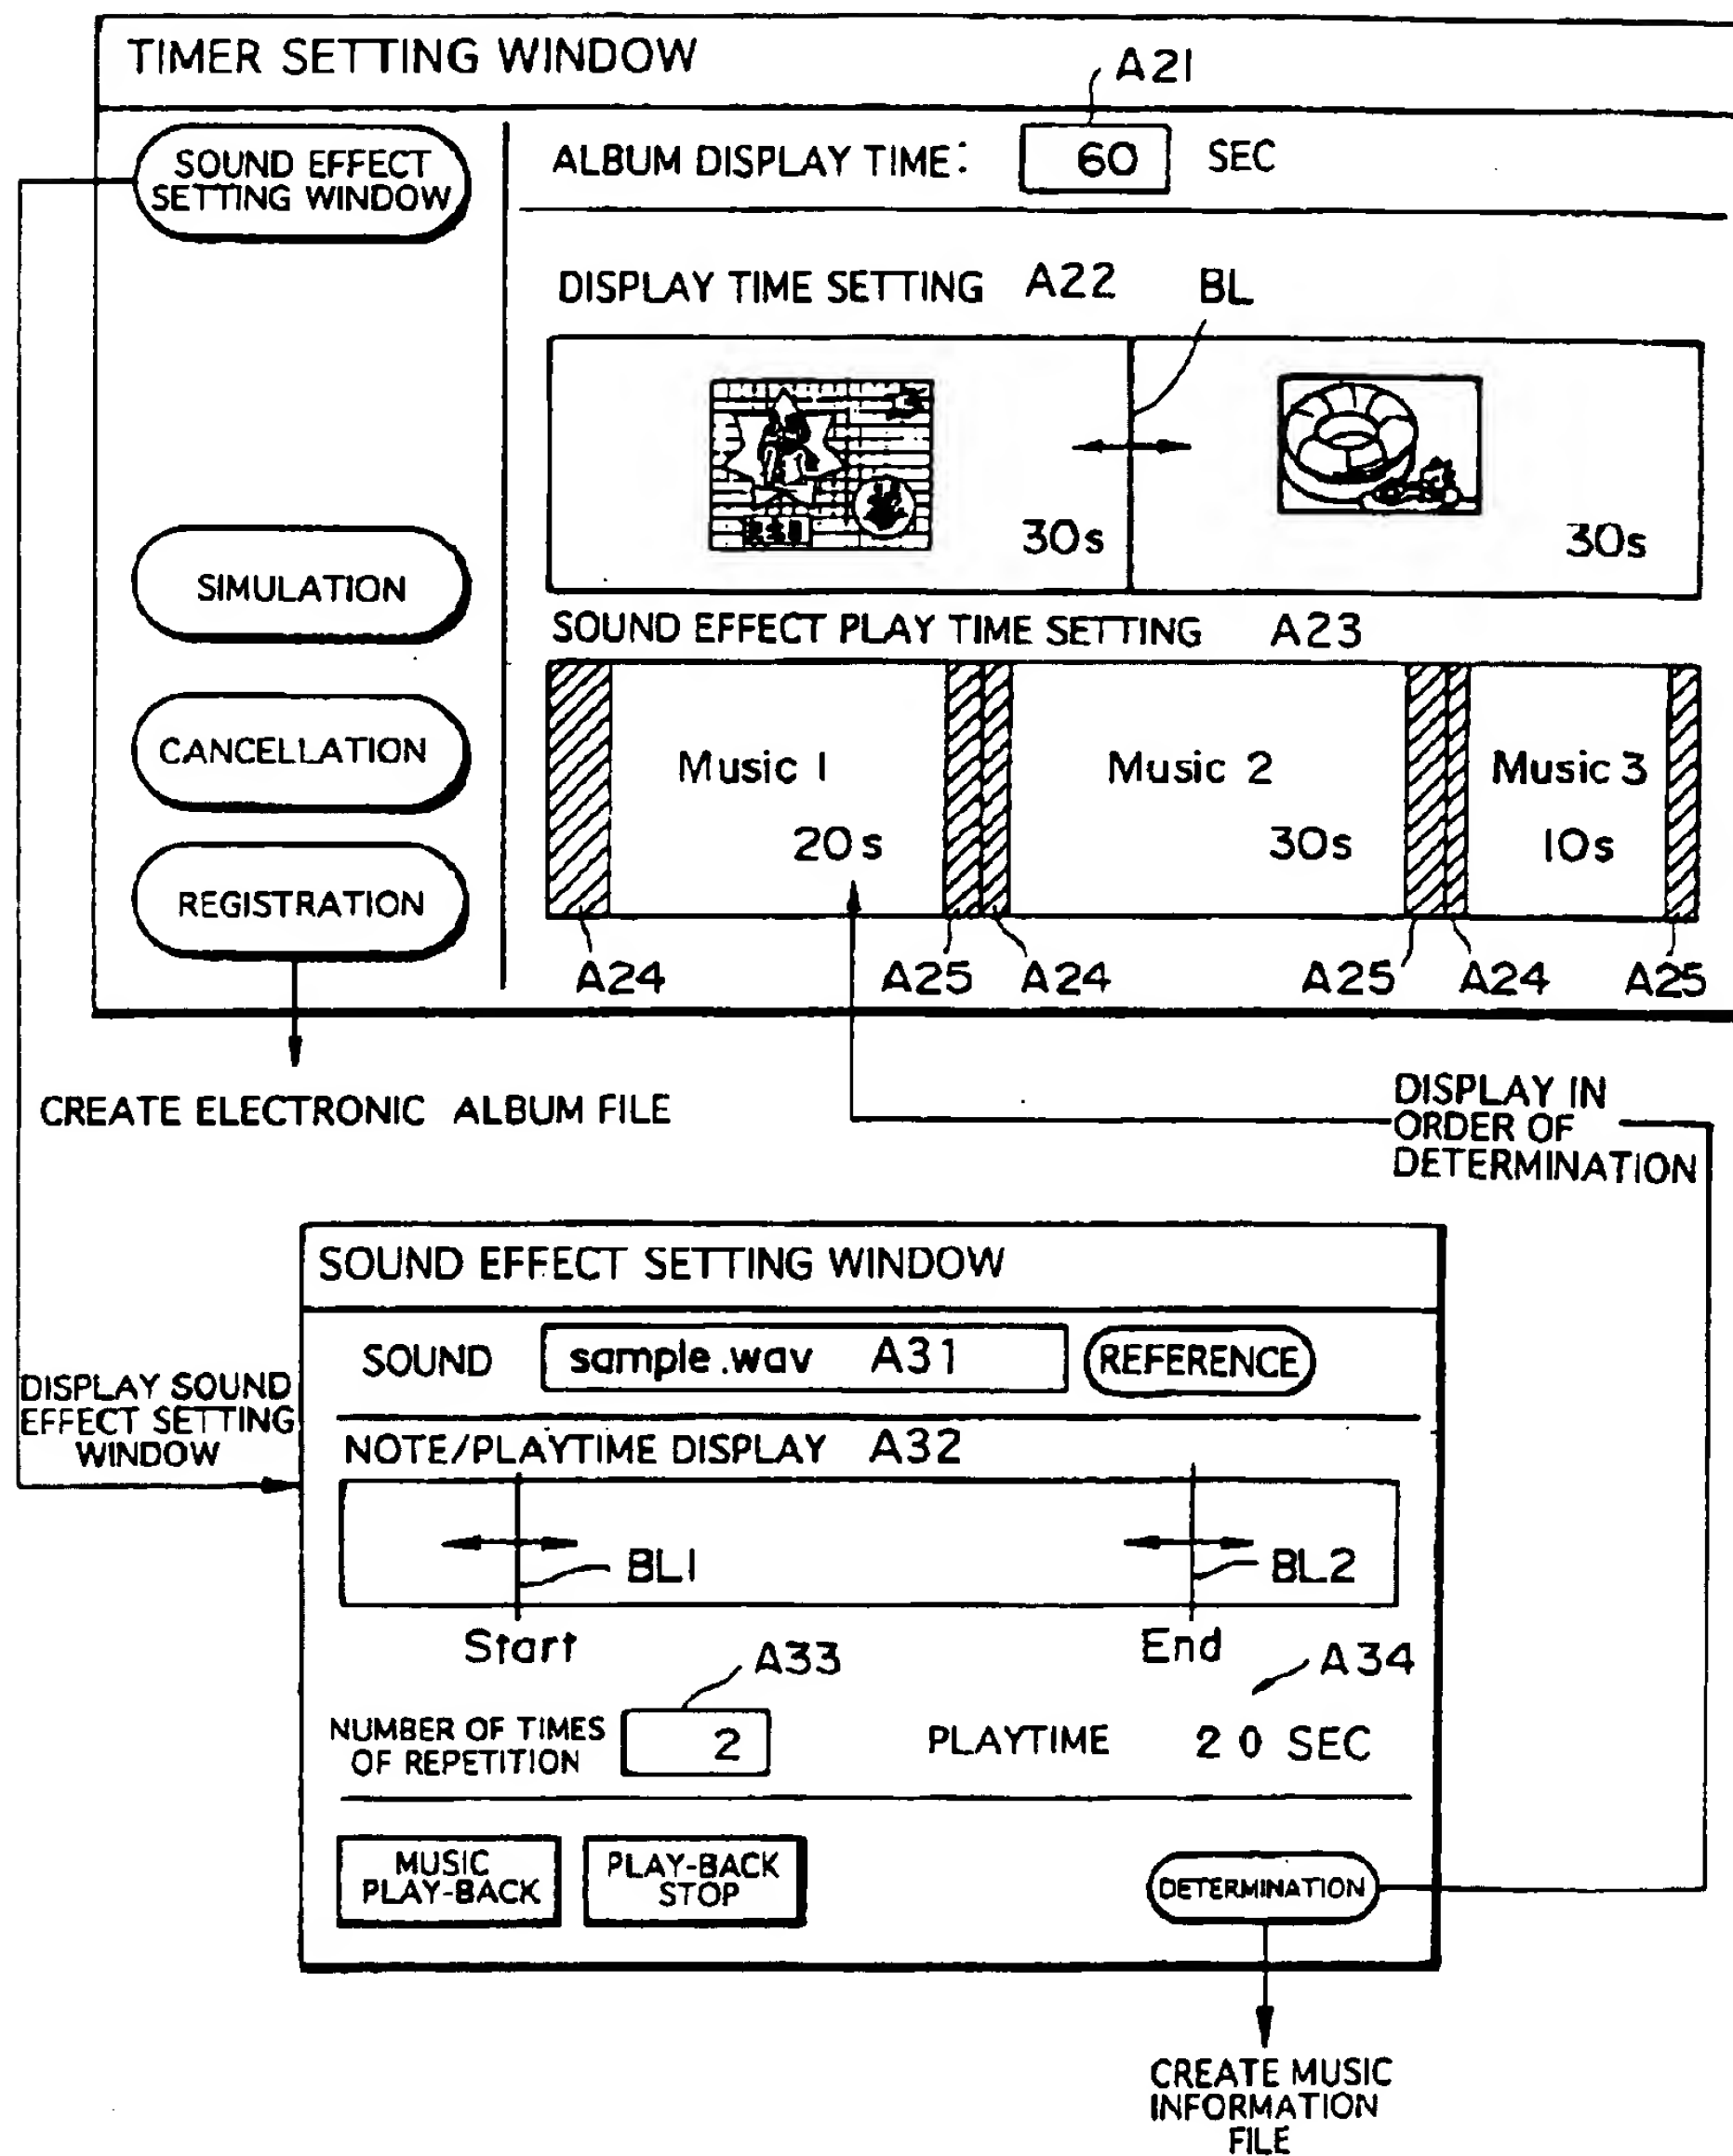 TIMER SETTING WINDOW
A21
SOUND EFFECT
SETTING WINDOW
ALBUM DISPLAY TIME: 60 SEC
DISPLAY TIME SETTING A22 BL
30s
30s
SIMULATION
SOUND EFFECT PLAY TIME SETTING A23
CANCELLATION
Music 1
20s
Music 2
30s
Music 3
10s
REGISTRATION
A24 A25 A24 A25 A24 A25
CREATE ELECTRONIC ALBUM FILE
DISPLAY IN
ORDER OF
DETERMINATION
SOUND EFFECT SETTING WINDOW
SOUND sample.wav A31 REFERENCE
DISPLAY SOUND
EFFECT SETTING
WINDOW
NOTE/PLAYTIME DISPLAY A32
BL1 BL2
Start End
A33 A34
NUMBER OF TIMES
OF REPETITION
2
PLAYTIME 20 SEC
MUSIC
PLAY-BACK
PLAY-BACK
STOP
DETERMINATION
CREATE MUSIC
INFORMATION
FILE